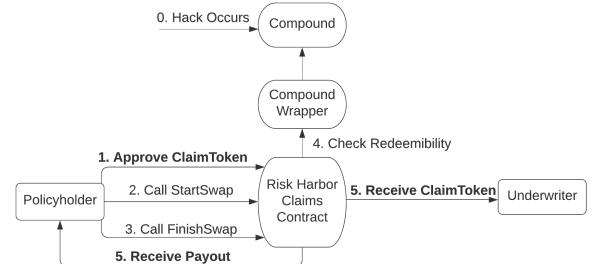 0. Hack Occurs
Compound
Compound
Wrapper
4. Check Redeemibility
1. Approve ClaimToken
2. Call StartSwap
3. Call FinishSwap
Policyholder
Risk Harbor
Claims
Contract
5. Receive ClaimToken
Underwriter
5. Receive Payout